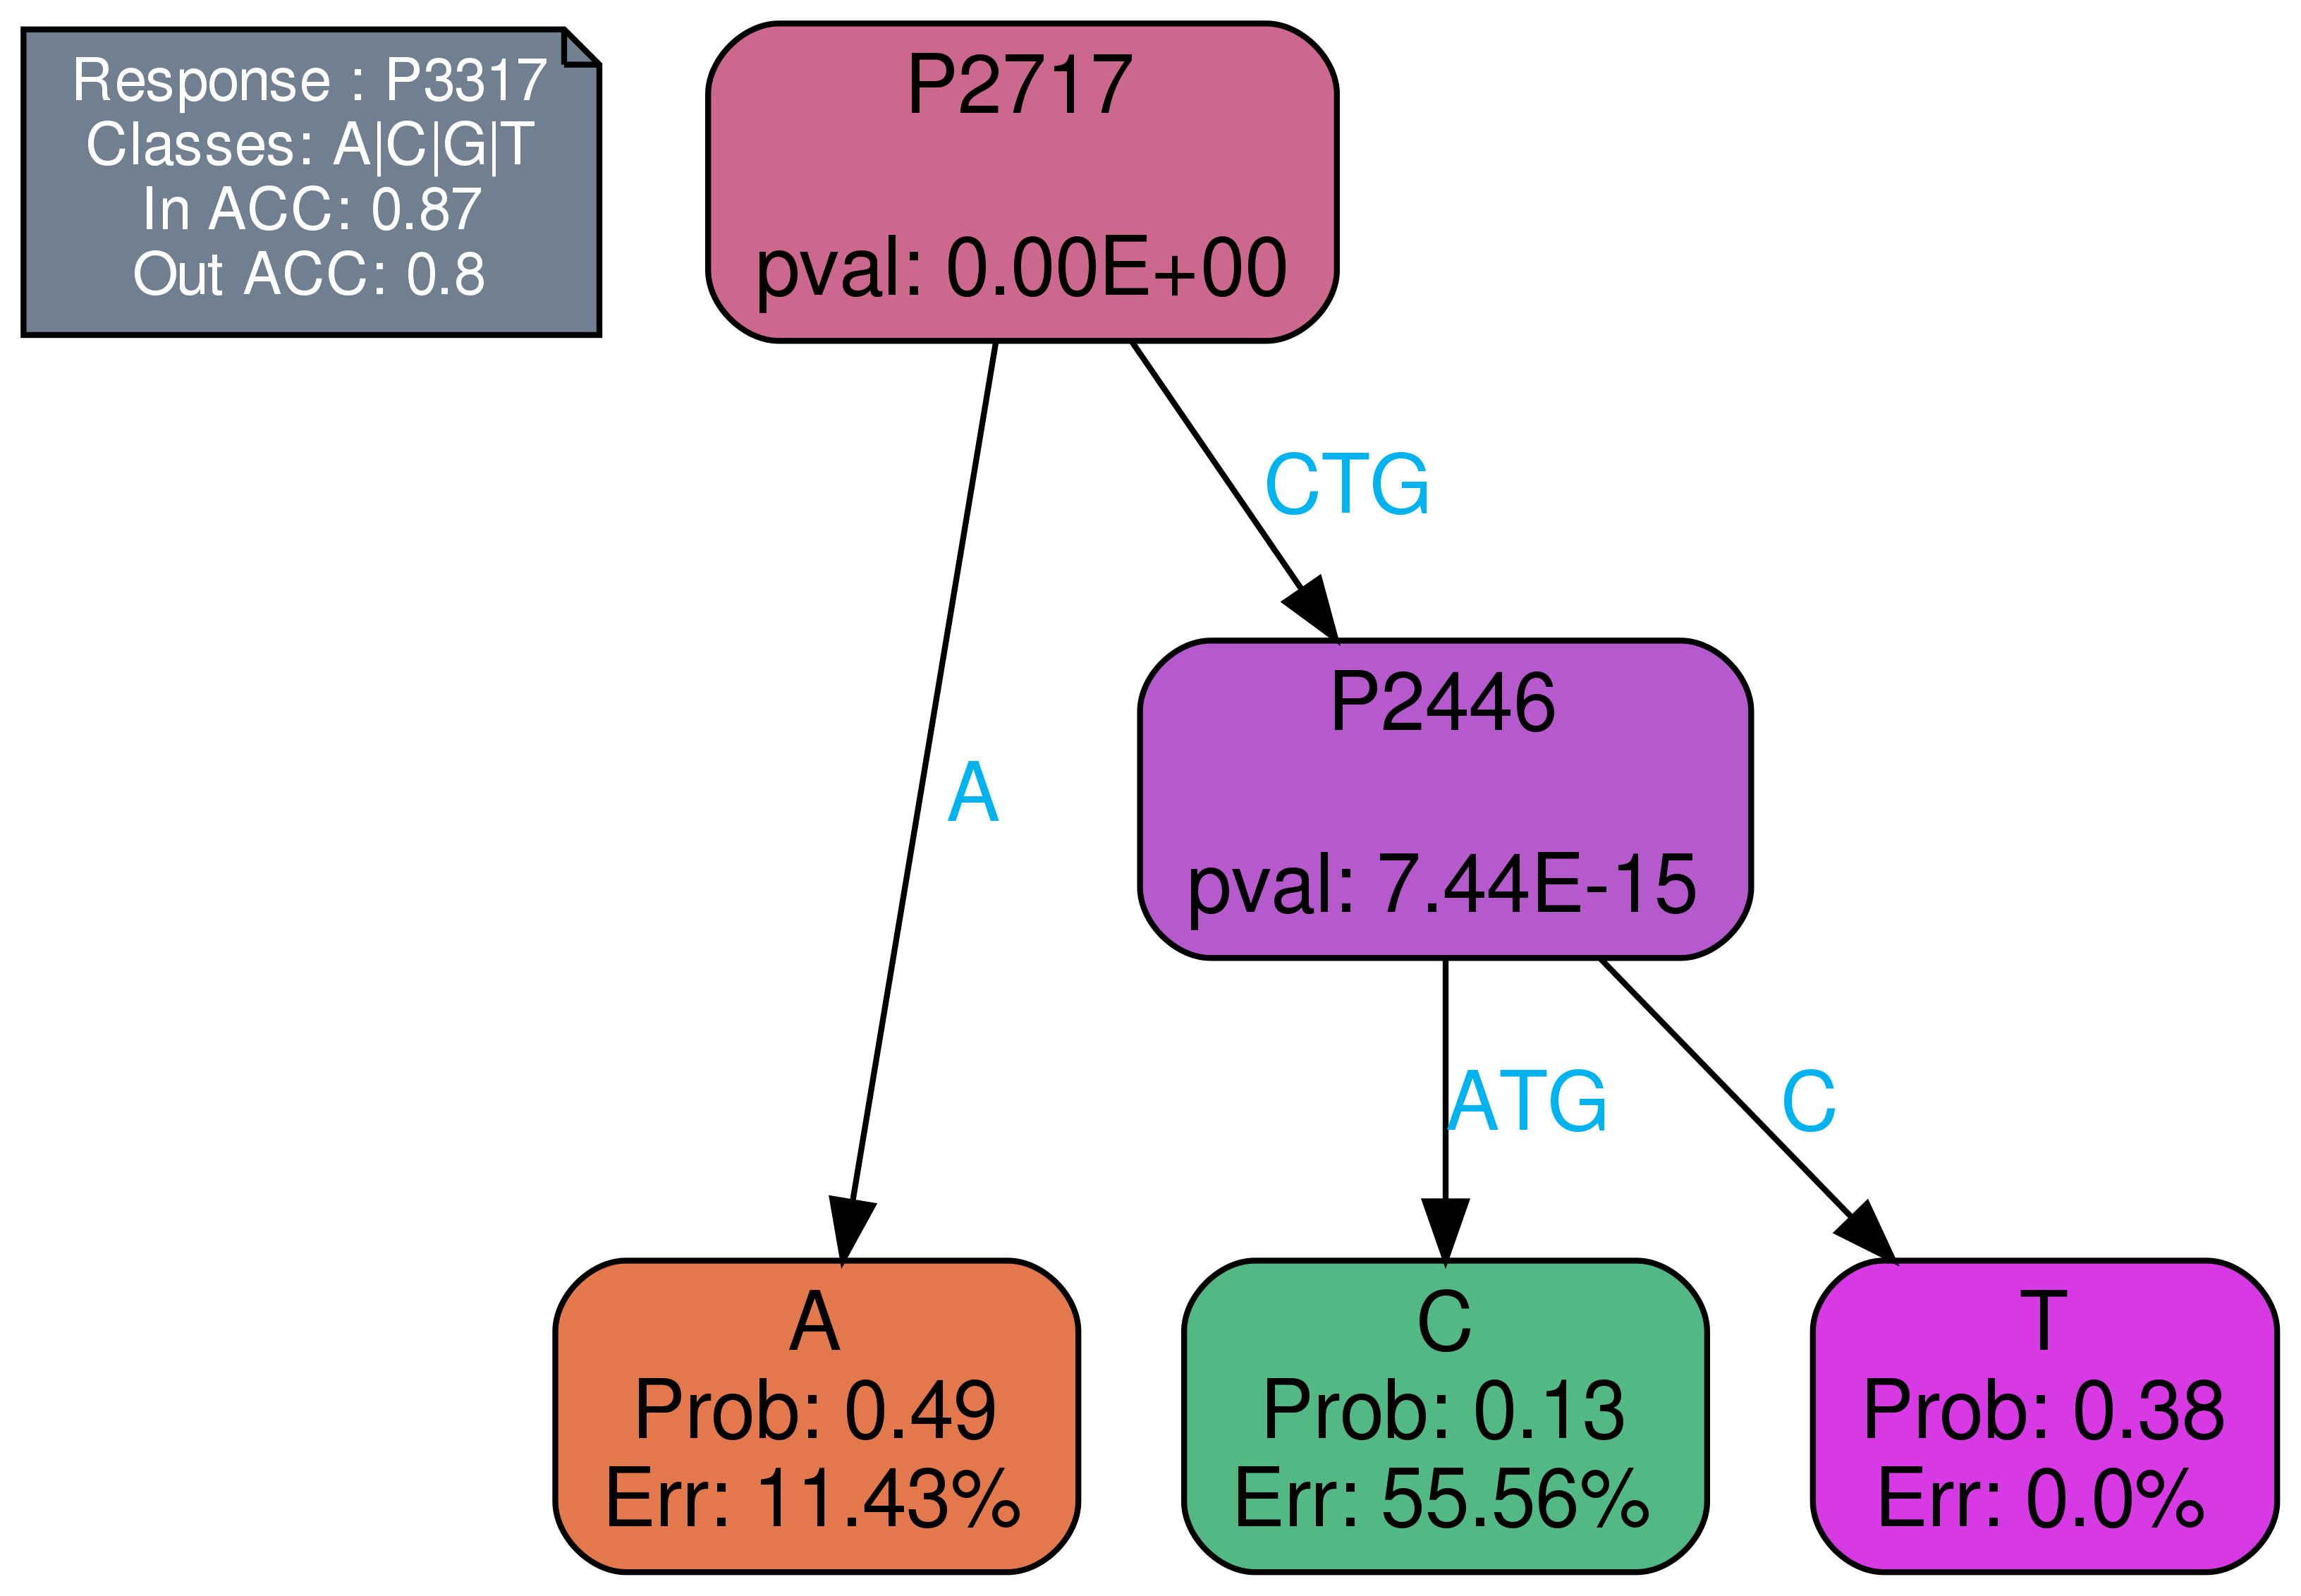 Response : P3317
Classes: A|C|G|T
In ACC: 0.87
Out ACC: 0.8
P2717
pval: 0.00E+00
CTG
A
P2446
pval: 7.44E-15
ATG
C
A
Prob: 0.49
Err: 11.43%
C
Prob: 0.13
Err: 55.56%
T
Prob: 0.38
Err: 0.0%